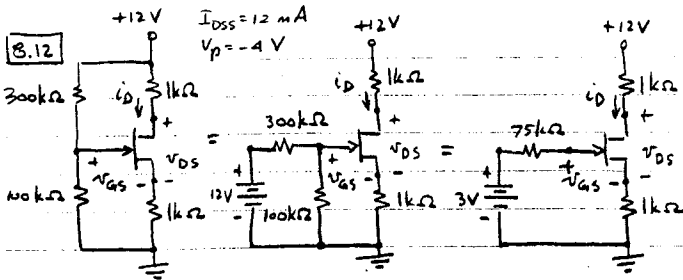 8.12
I_DSS = 12 mA
V_p = -4 V
+12V
300kΩ
i_D
1kΩ
+
v_DS
-
+
v_GS
-
100kΩ
1kΩ
=
+12V
i_D
1kΩ
300kΩ
+
12V
-
100kΩ
+
v_GS
-
+
v_DS
-
1kΩ
=
+12V
i_D
1kΩ
75kΩ
+
3V
-
+
v_GS
-
+
v_DS
-
1kΩ